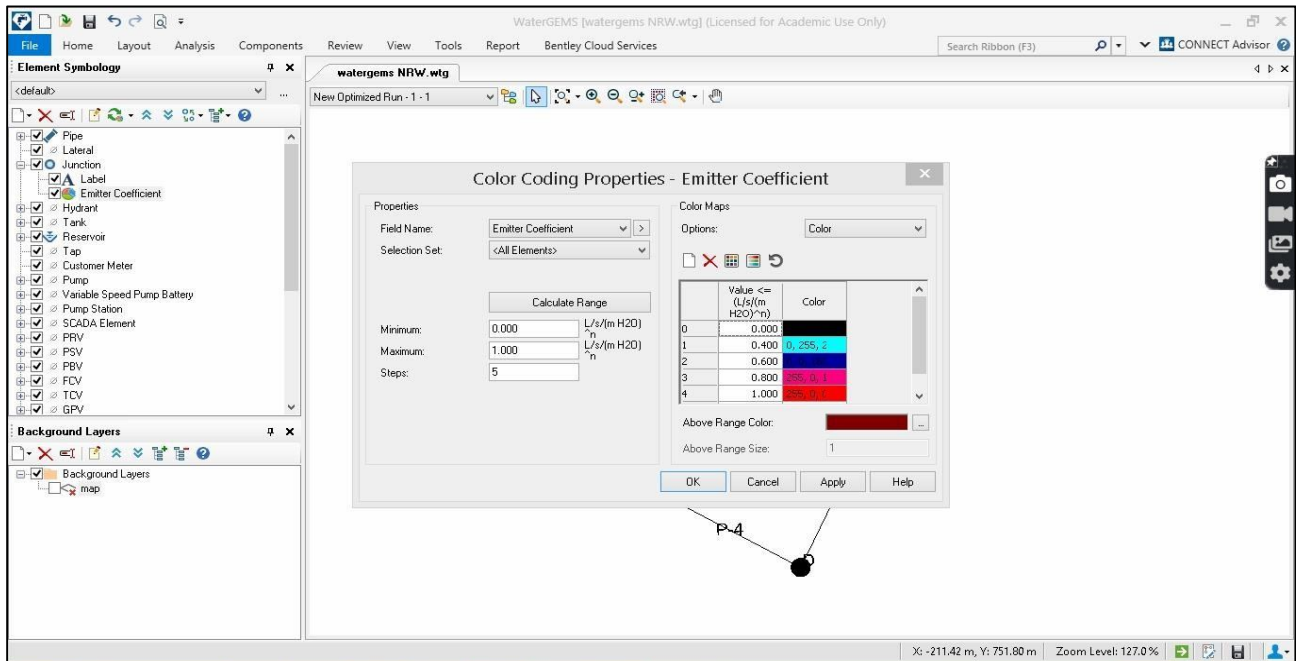 WaterGEMS [watergems NRW.wtg] (Licensed for Academic Use Only)
File Home Layout Analysis Components Review View Tools Report Bentley Cloud Services
Search Ribbon (F3)
CONNECT Advisor
Element Symbology
<default>
...
Pipe
Lateral
Junction
Label
Emitter Coefficient
Hydrant
Tank
Reservoir
Tap
Customer Meter
Pump
Variable Speed Pump Battery
Pump Station
SCADA Element
PRV
PSV
PBV
FCV
TCV
GPV
Background Layers
Background Layers
map
watergems NRW.wtg
New Optimized Run - 1 - 1
Color Coding Properties - Emitter Coefficient
Properties
Field Name: Emitter Coefficient >
Selection Set: <All Elements>
Calculate Range
Minimum: 0.000 L/s/(m H2O)^n
Maximum: 1.000 L/s/(m H2O)^n
Steps: 5
Color Maps
Options: Color
Value <=
(L/s/(m
H2O)^n)
Color
0 0.000
1 0.400 0, 255, 2
2 0.600
3 0.800 255, 0, 1
4 1.000 255, 0, 0
Above Range Color: ...
Above Range Size: 1
OK Cancel Apply Help
P-4
X: -211.42 m, Y: 751.80 m Zoom Level: 127.0 %